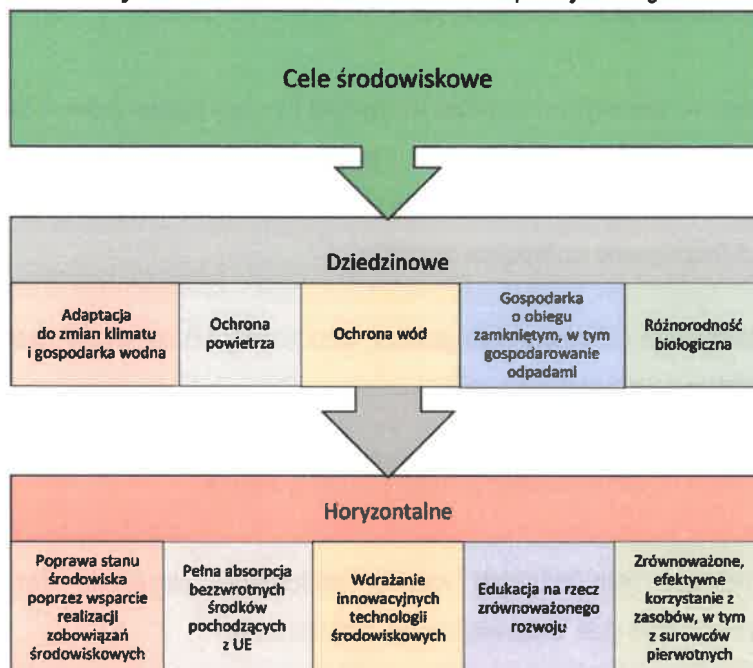 Cele środowiskowe
Dziedzinowe
Adaptacja
do zmian klimatu
i gospodarka wodna
Ochrona
powietrza
Ochrona wód
Gospodarka
o obiegu
zamkniętym, w tym
gospodarowanie
odpadami
Różnorodność
biologiczna
Horyzontalne
Poprawa stanu
środowiska
poprzez wsparcie
realizacji
zobowiązań
środowiskowych
Pełna absorpcja
bezzwrotnych
środków
pochodzących
z UE
Wdrażanie
innowacyjnych
technologii
środowiskowych
Edukacja na rzecz
zrównoważonego
rozwoju
Zrównoważone,
efektywne
korzystanie z
zasobów, w tym
z surowców
pierwotnych